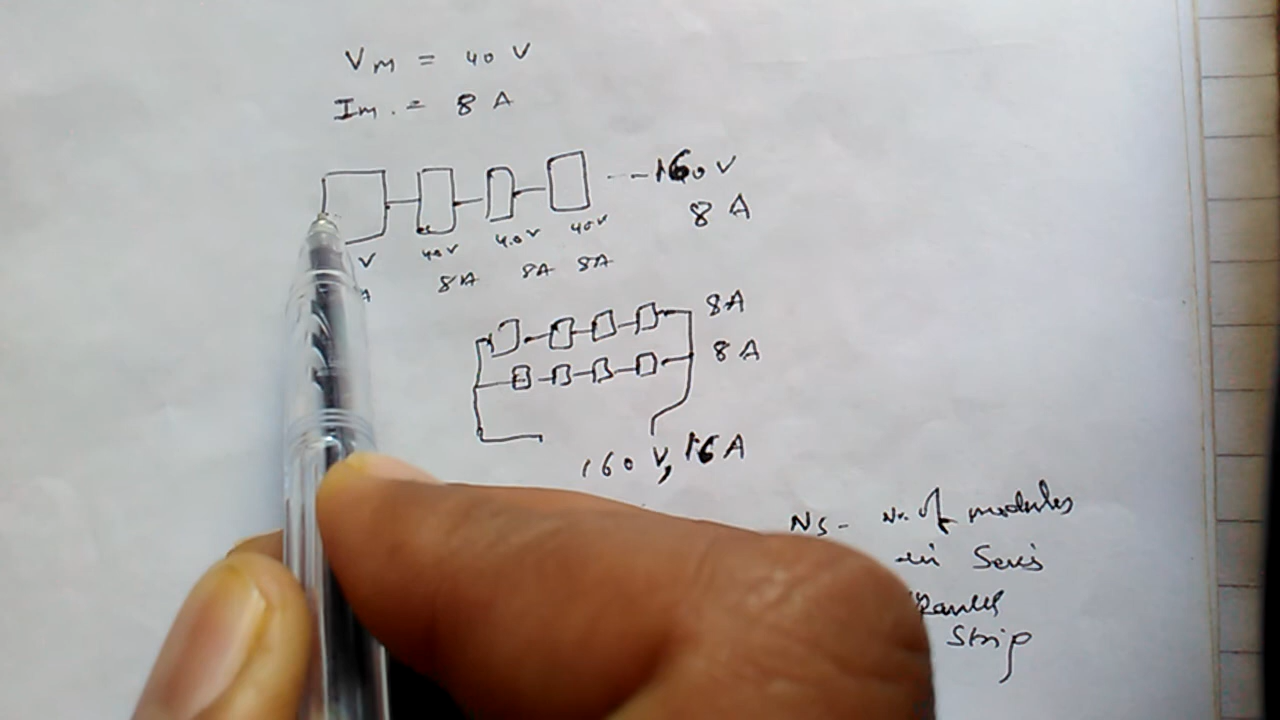 VM = 40 V
Im. = 8 A
---160 V
8 A
V 40V 40V 40V
A 8A 8A 8A
8A
8 A
160 V, 16 A
NS - No. of modules
in Series
Strip